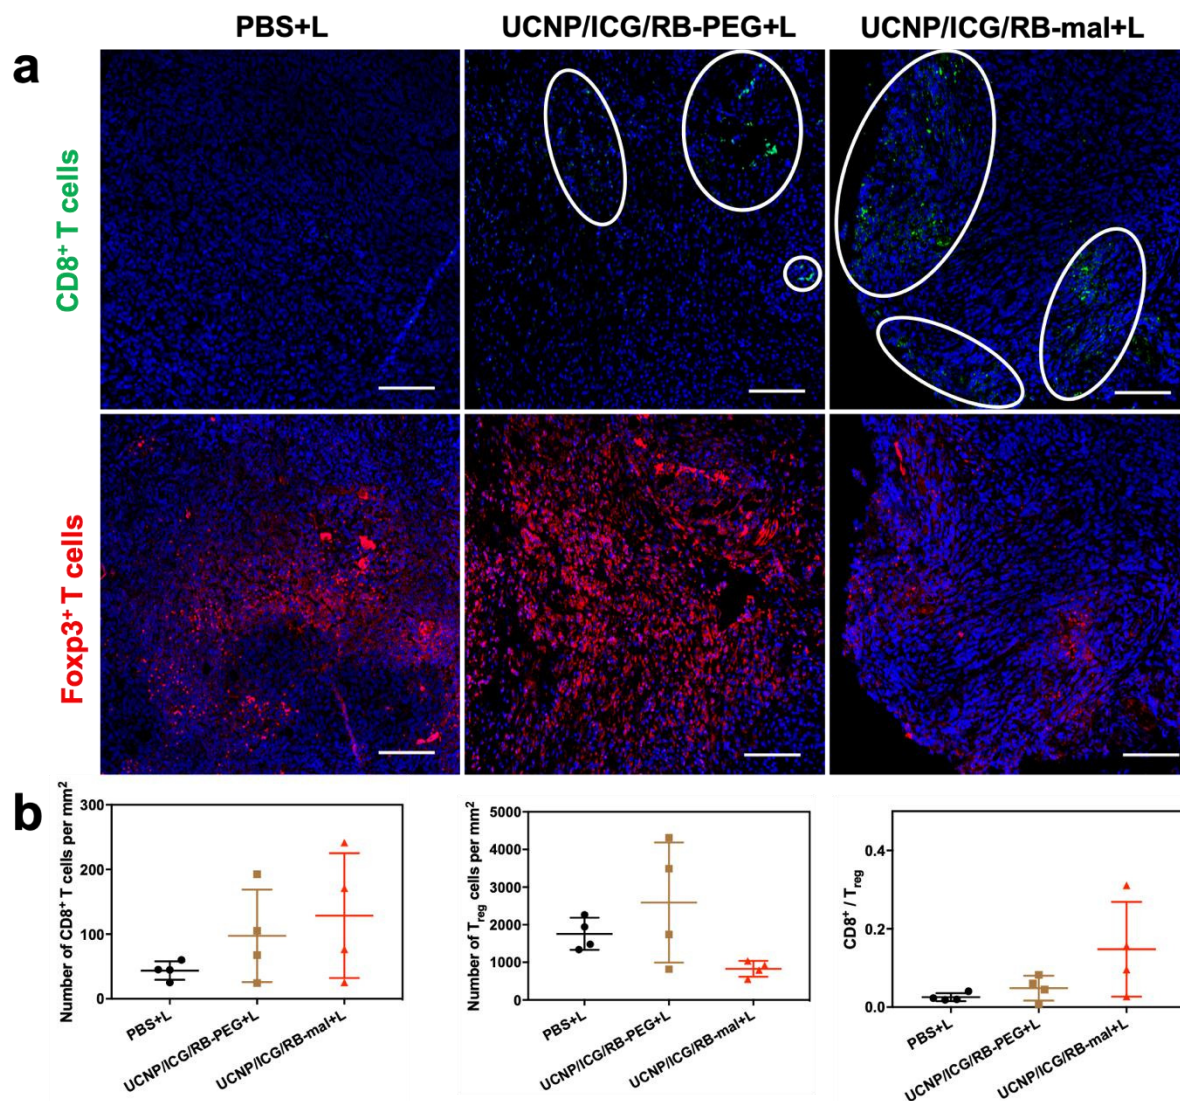 PBS+L
UCNP/ICG/RB-PEG+L
UCNP/ICG/RB-mal+L
a
CD8⁺ T cells
Foxp3⁺ T cells
b
Number of CD8⁺ T cells per mm²
300
200
100
0
PBS+L
UCNP/ICG/RB-PEG+L
UCNP/ICG/RB-mal+L
Number of T_reg cells per mm²
5000
4000
3000
2000
1000
0
PBS+L
UCNP/ICG/RB-PEG+L
UCNP/ICG/RB-mal+L
CD8⁺ / T_reg
0.4
0.2
0.0
PBS+L
UCNP/ICG/RB-PEG+L
UCNP/ICG/RB-mal+L